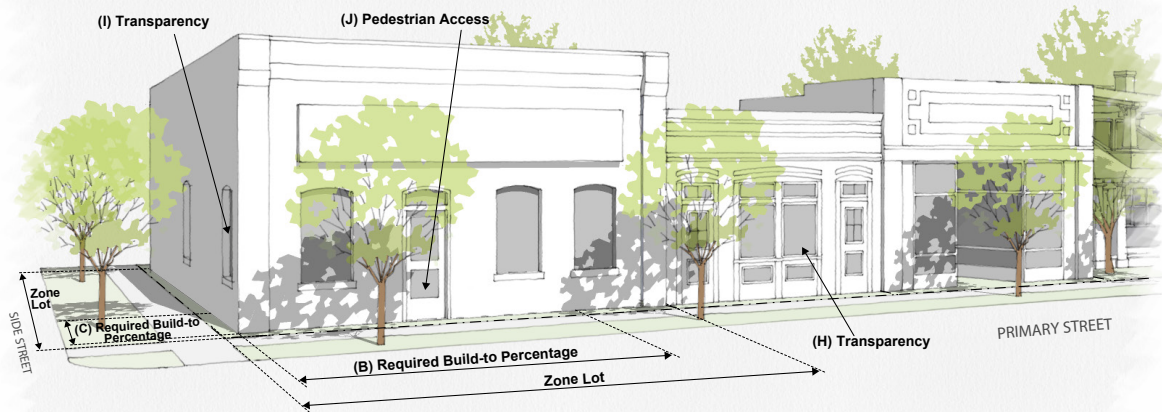 (I) Transparency
(J) Pedestrian Access
Zone
Lot
(C) Required Build-to
Percentage
SIDE STREET
(B) Required Build-to Percentage
Zone Lot
(H) Transparency
PRIMARY STREET